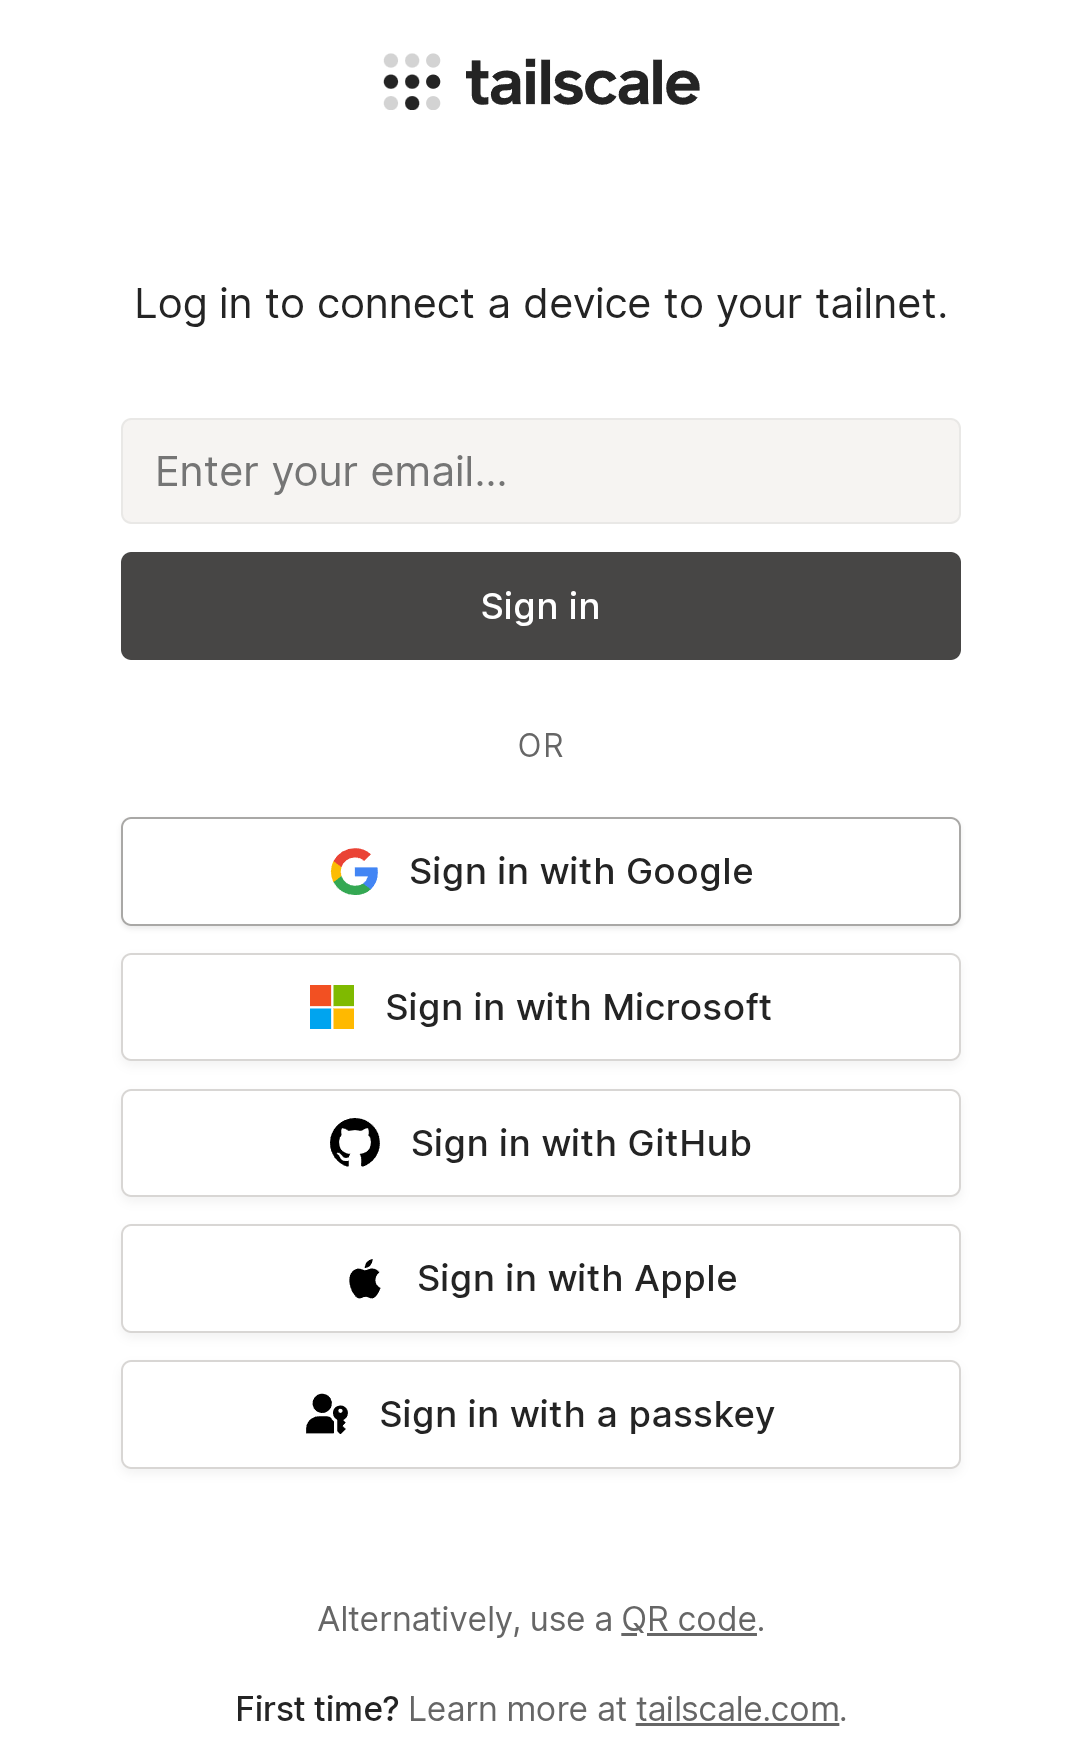 tailscale
Log in to connect a device to your tailnet.
Enter your email...
Sign in
OR
Sign in with Google
Sign in with Microsoft
Sign in with GitHub
Sign in with Apple
Sign in with a passkey
Alternatively, use a QR code.
First time? Learn more at tailscale.com.